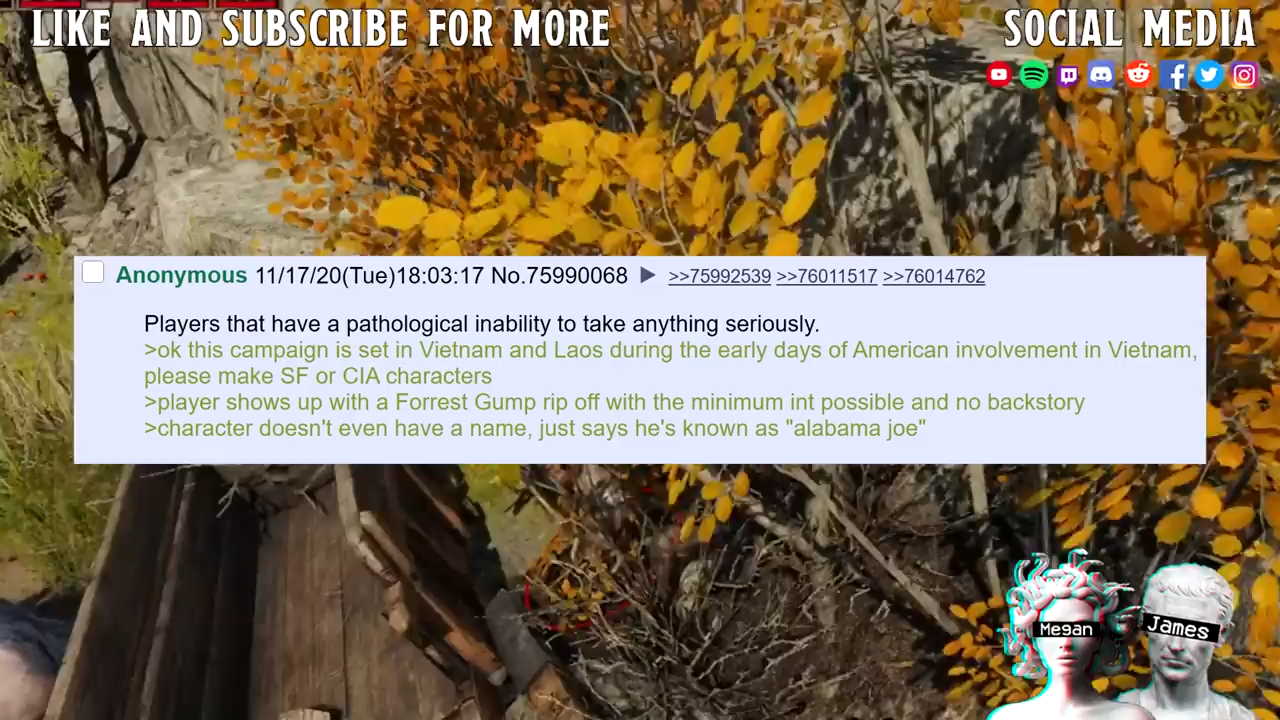 LIKE AND SUBSCRIBE FOR MORE
SOCIAL MEDIA
Anonymous 11/17/20(Tue)18:03:17 No.75990068 ▶ >>75992539 >>76011517 >>76014762
Players that have a pathological inability to take anything seriously.
>ok this campaign is set in Vietnam and Laos during the early days of American involvement in Vietnam,
please make SF or CIA characters
>player shows up with a Forrest Gump rip off with the minimum int possible and no backstory
>character doesn't even have a name, just says he's known as "alabama joe"
Megan
James